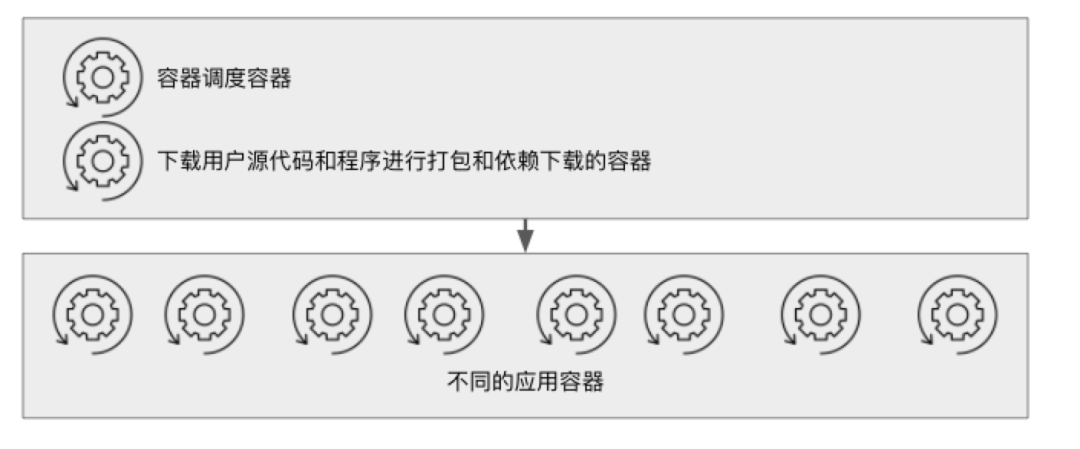 容器调度容器
下载用户源代码和程序进行打包和依赖下载的容器
不同的应用容器